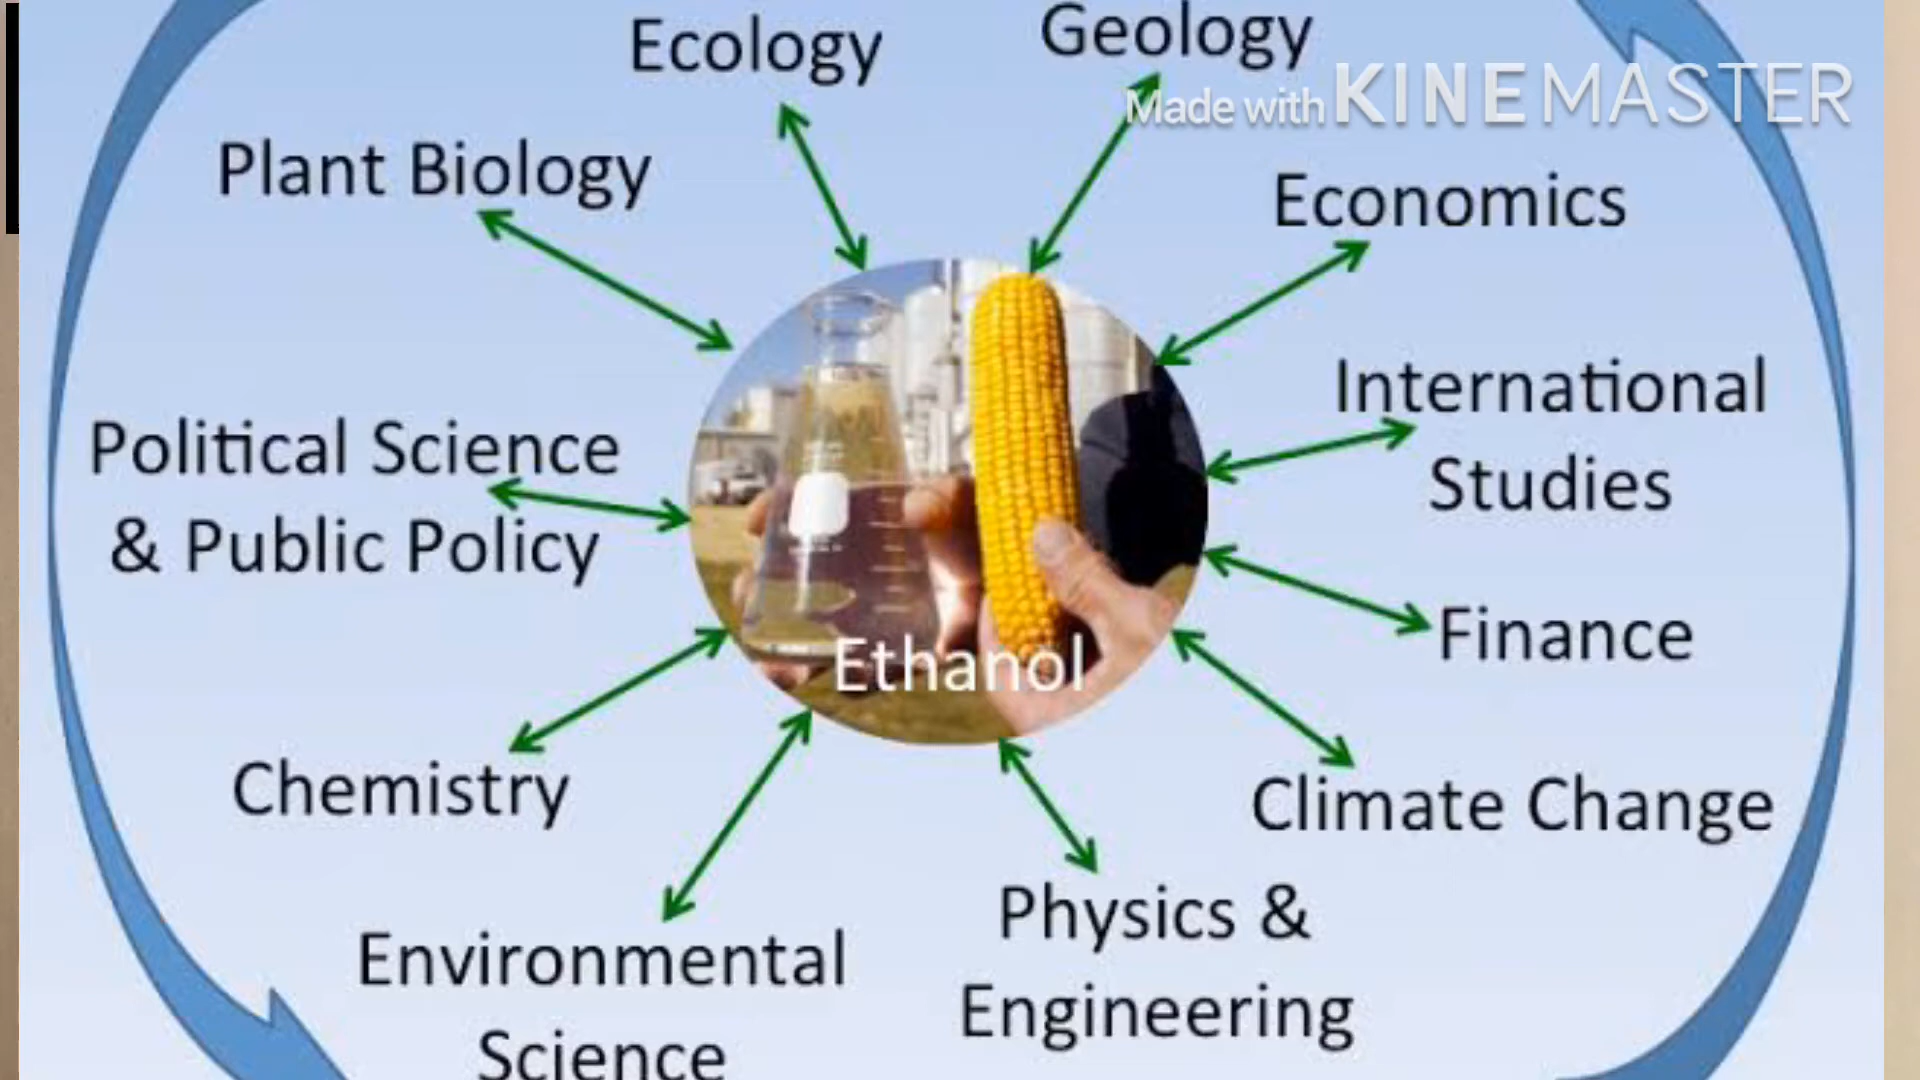 Ecology
Geology
Made with KINEMASTER
Plant Biology
Economics
International
Studies
Political Science
& Public Policy
Finance
Ethanol
Chemistry
Climate Change
Environmental
Science
Physics &
Engineering